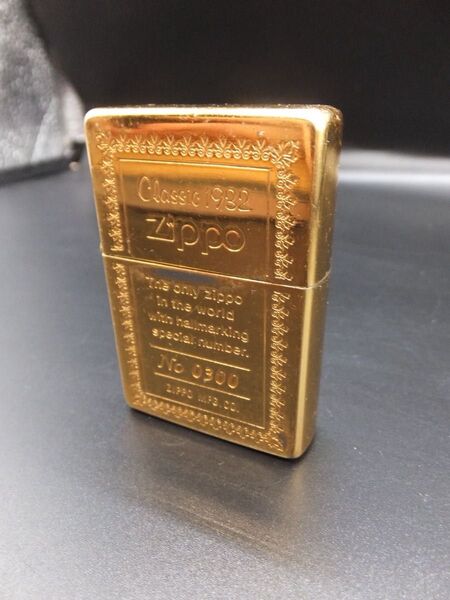 Classic 1932
Zippo
The only zippo
in the world
with hallmarking
special number.
No 0300
ZIPPO MFG. CO.